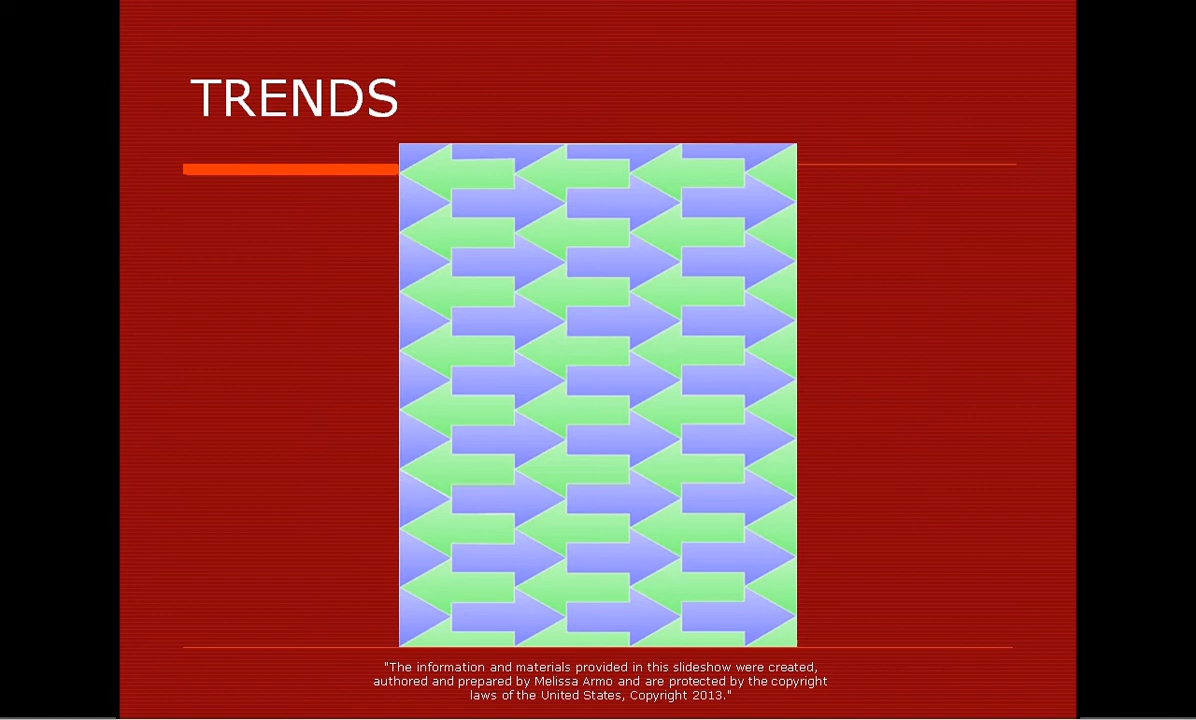 TRENDS
"The information and materials provided in this slideshow were created,
authored and prepared by Melissa Armo and are protected by the copyright
laws of the United States, Copyright 2013."